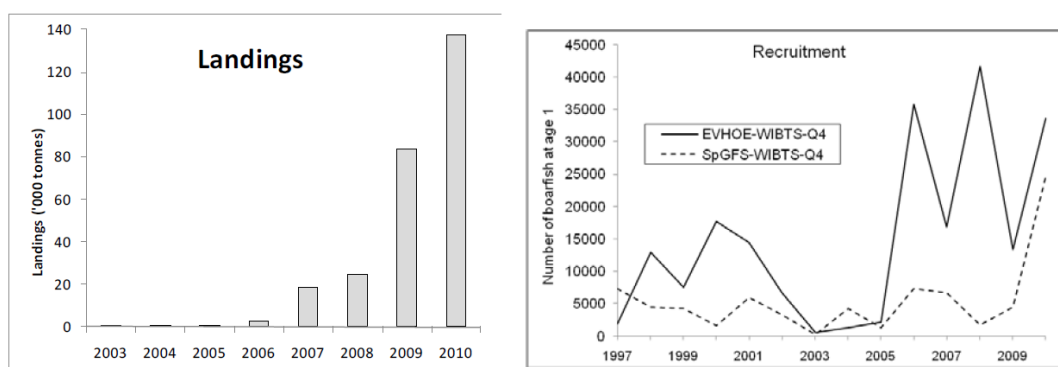 Landings
Landings ('000 tonnes)
140
120
100
80
60
40
20
0
2003 2004 2005 2006 2007 2008 2009 2010
Recruitment
Number of boarfish at age 1
45000
40000
35000
30000
25000
20000
15000
10000
5000
0
EVHOE-WIBTS-Q4
SpGFS-WIBTS-Q4
1997 1999 2001 2003 2005 2007 2009